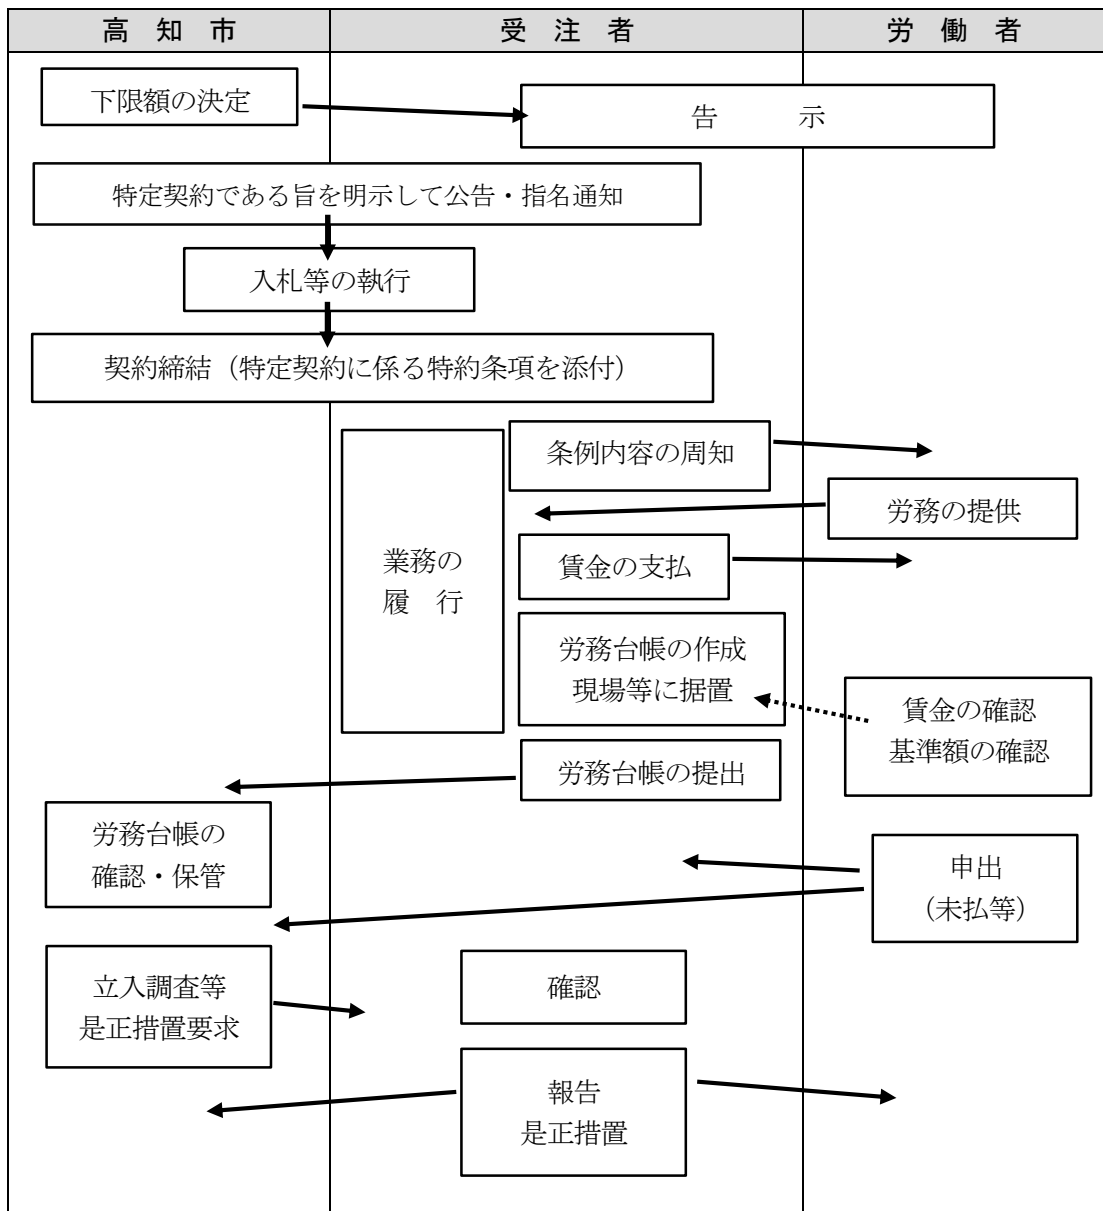 高知市
受注者
労働者
下限額の決定
告示
特定契約である旨を明示して公告・指名通知
入札等の執行
契約締結（特定契約に係る特約条項を添付）
条例内容の周知
労務の提供
業務の
履行
賃金の支払
労務台帳の作成
現場等に据置
賃金の確認
基準額の確認
労務台帳の提出
労務台帳の
確認・保管
申出
（未払等）
立入調査等
是正措置要求
確認
報告
是正措置